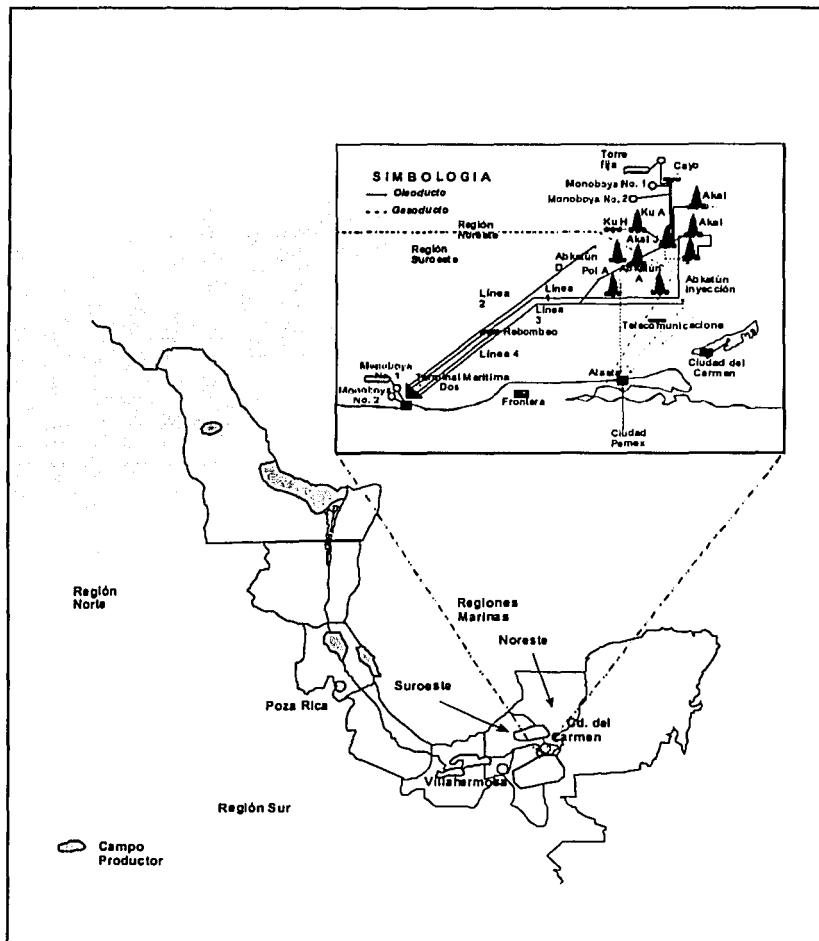 Torre
fija
Cayo
SIMBOLOGIA
Oleoducto
Gasoducto
Monoboya No. 1
Monoboya No. 2
Akal
Ku A
Ku H
Akal
Región
Noreste
Akal J
Región
Suroeste
Abkatún
Pol A
Abkatún
A
Abkatún
Inyección
Línea
2
Línea
1
Línea
3
Telecomunicacione
Rebombeo
Línea 4
Ciudad del
Carmen
Monoboya
No. 1
Monoboya
No. 2
Terminal Marítima
Dos
Atasta
Frontera
Ciudad
Pemex
Región
Norte
Regiones
Marinas
Noreste
Suroeste
Cd. del
Carmen
Poza Rica
Villahermosa
Región Sur
Campo
Productor